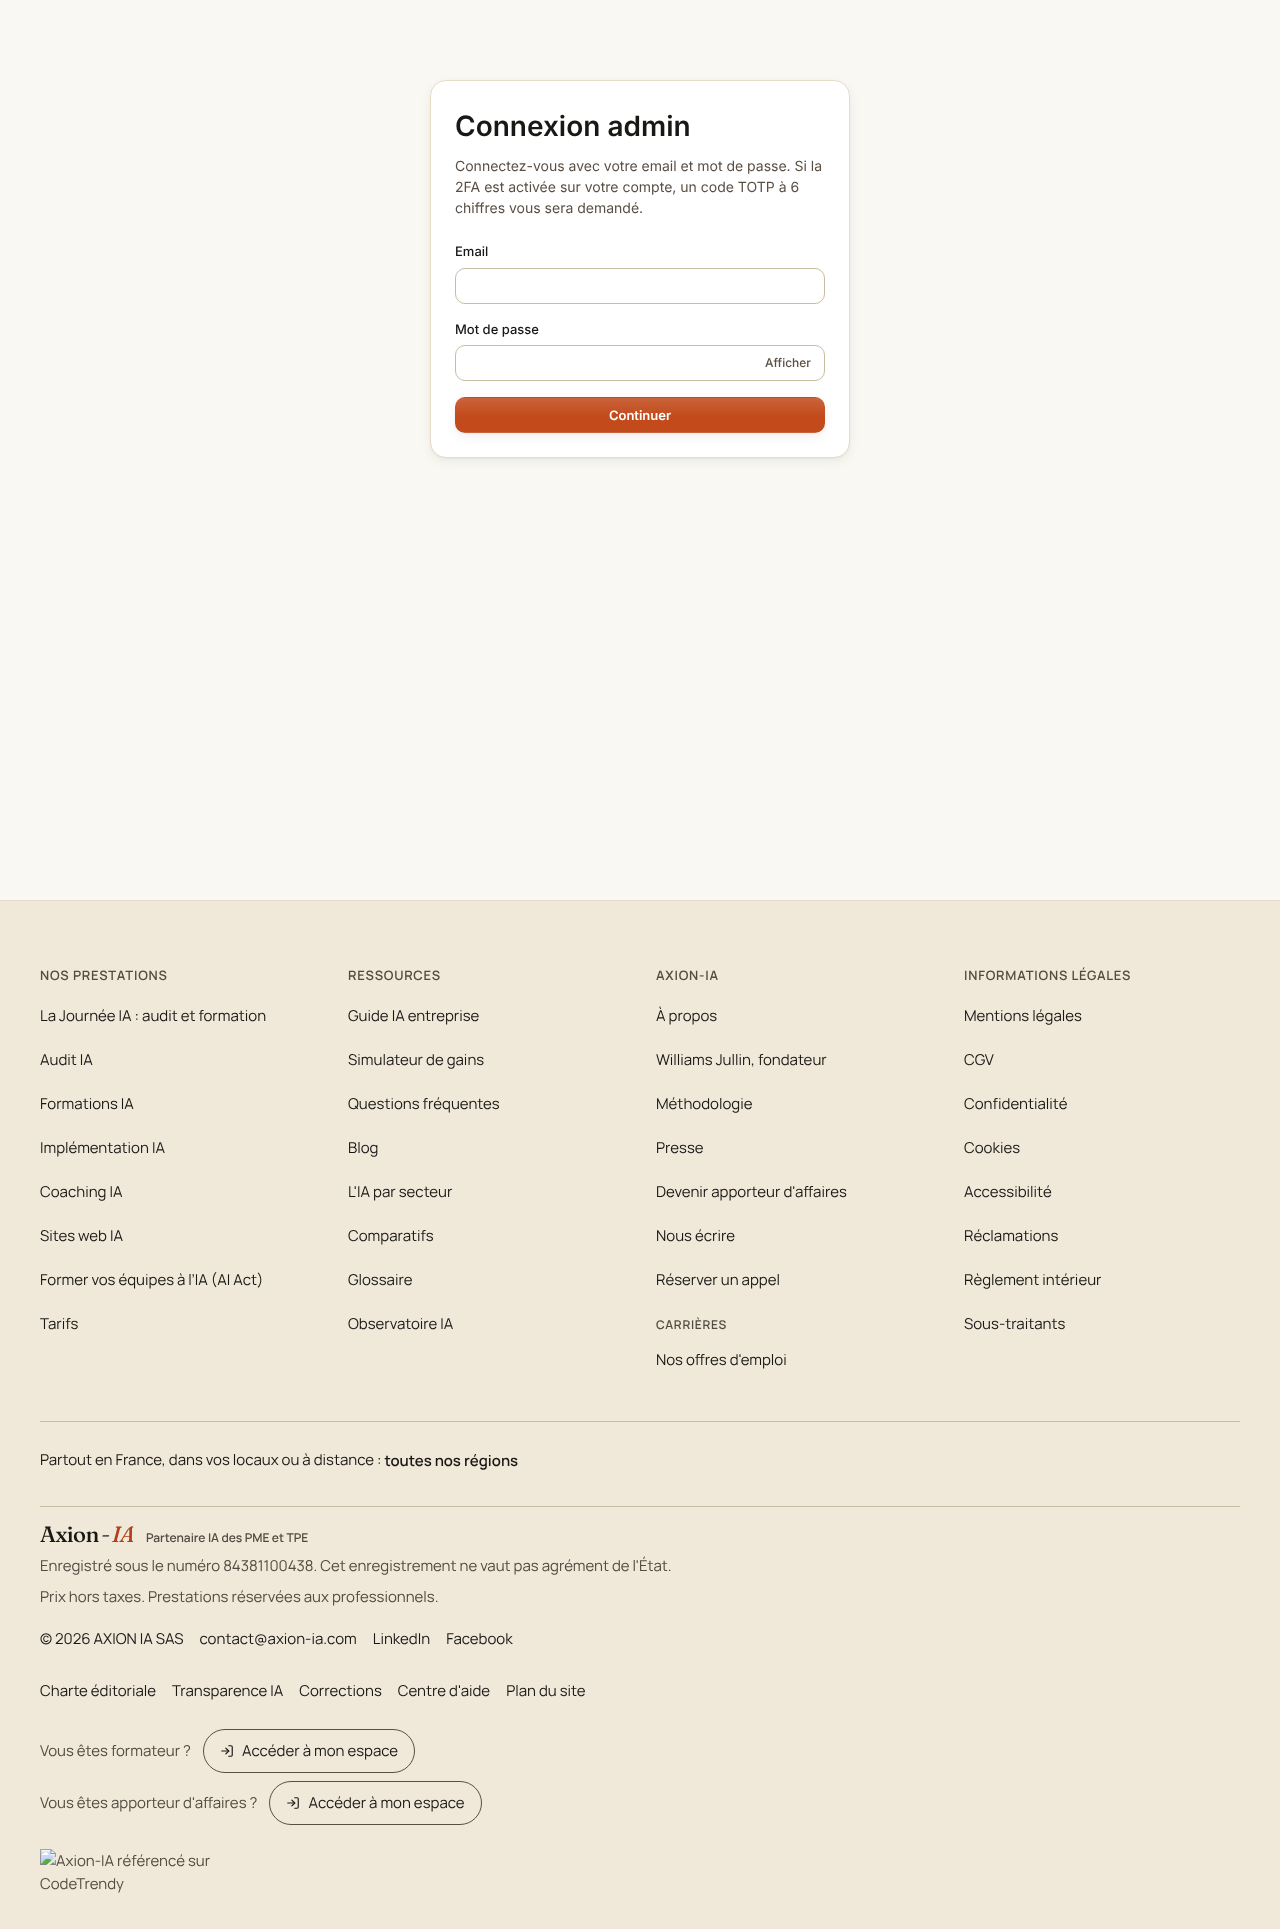 Connexion admin
Connectez-vous avec votre email et mot de passe. Si la
2FA est activée sur votre compte, un code TOTP à 6
chiffres vous sera demandé.
Email
Mot de passe
Afficher
Continuer
NOS PRESTATIONS
La Journée IA : audit et formation
Audit IA
Formations IA
Implémentation IA
Coaching IA
Sites web IA
Former vos équipes à l'IA (AI Act)
Tarifs
RESSOURCES
Guide IA entreprise
Simulateur de gains
Questions fréquentes
Blog
L'IA par secteur
Comparatifs
Glossaire
Observatoire IA
AXION-IA
À propos
Williams Jullin, fondateur
Méthodologie
Presse
Devenir apporteur d'affaires
Nous écrire
Réserver un appel
CARRIÈRES
Nos offres d'emploi
INFORMATIONS LÉGALES
Mentions légales
CGV
Confidentialité
Cookies
Accessibilité
Réclamations
Règlement intérieur
Sous-traitants
Partout en France, dans vos locaux ou à distance : toutes nos régions
Axion-IA Partenaire IA des PME et TPE
Enregistré sous le numéro 84381100438. Cet enregistrement ne vaut pas agrément de l'État.
Prix hors taxes. Prestations réservées aux professionnels.
© 2026 AXION IA SAS contact@axion-ia.com LinkedIn Facebook
Charte éditoriale Transparence IA Corrections Centre d'aide Plan du site
Vous êtes formateur ? Accéder à mon espace
Vous êtes apporteur d'affaires ? Accéder à mon espace
Axion-IA référencé sur
CodeTrendy